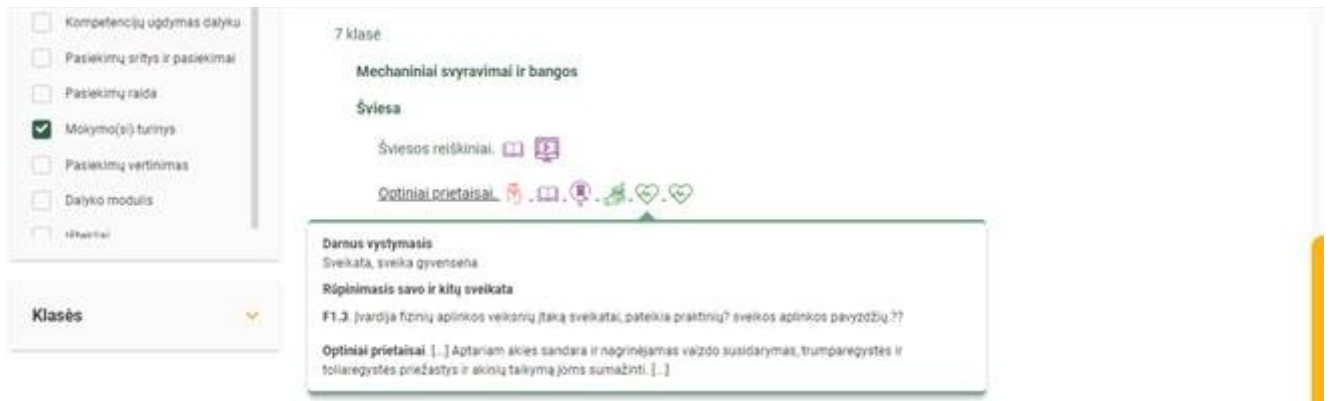 Kompetencijų ugdymas dalyku
Pasiekimų sritys ir pasiekimai
Pasiekimų raida
Mokymo(si) turinys
Pasiekimų vertinimas
Dalyko modulis
Klasės
7 klasė
Mechaniniai svyravimai ir bangos
Šviesa
Šviesos reiškiniai.
Optiniai prietaisai.
Darnus vystymasis
Sveikata, sveika gyvensena
Rūpinimasis savo ir kitų sveikata
F1.3. Įvardija fizinių aplinkos veiksnių įtaką sveikatai, pateikia praktinių? sveikos aplinkos pavyzdžių.??
Optiniai prietaisai. [...] Aptariam akies sandara ir nagrinėjamas vaizdo susidarymas, trumparegystės ir
toliaregystės priežastys ir akinių taikymą joms sumažinti. [...]